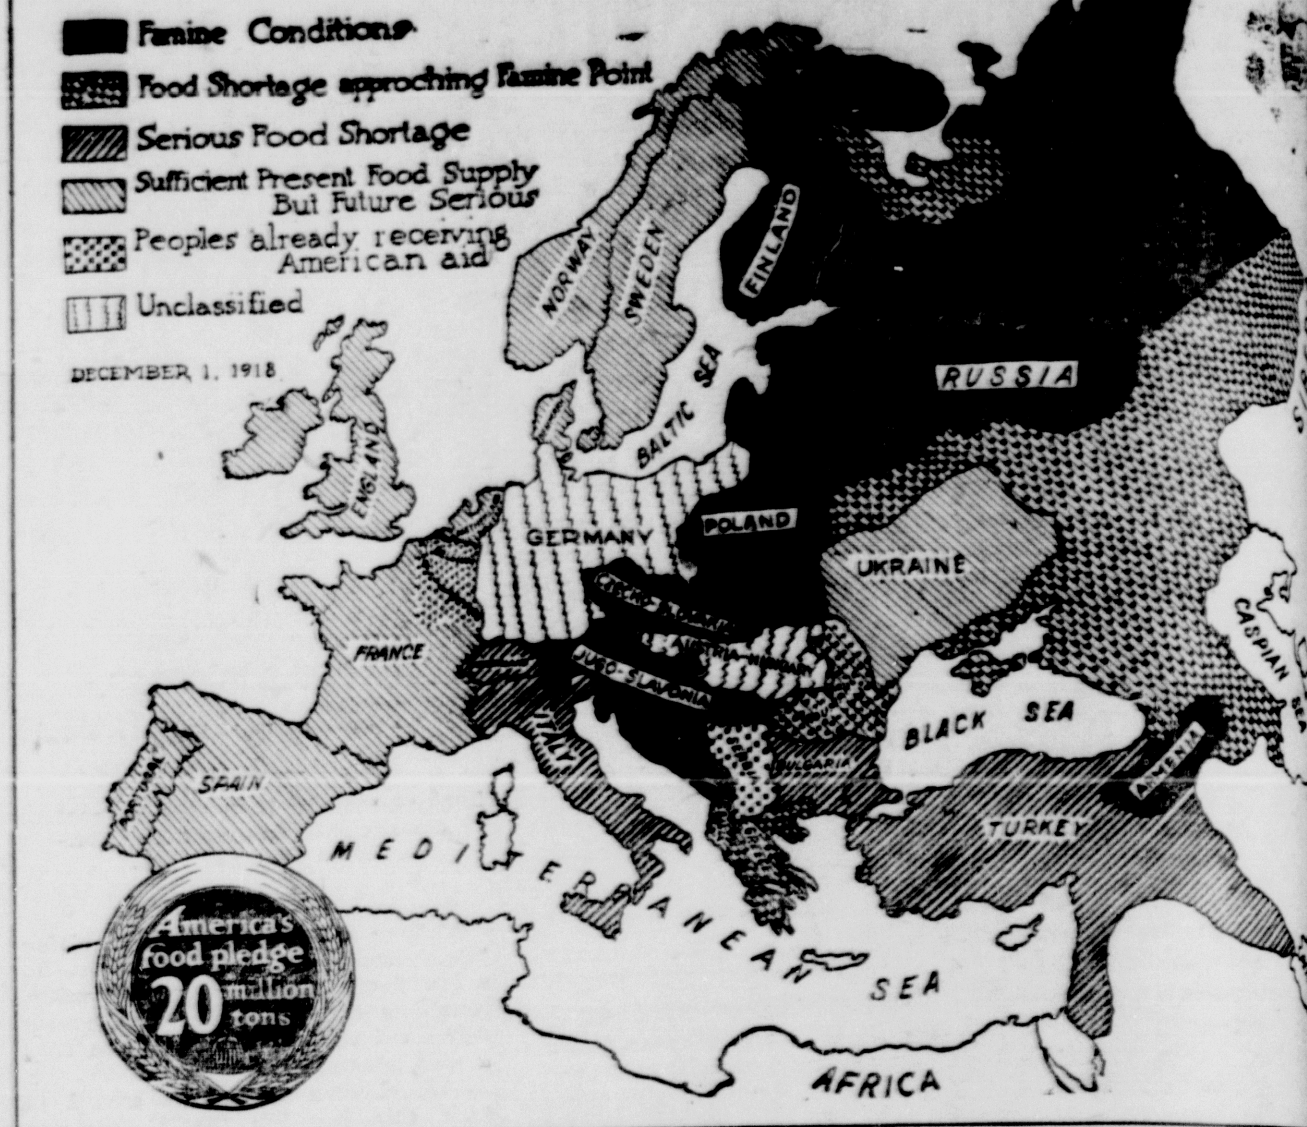 Famine Conditions
Food Shortage approching Famine Point
Serious Food Shortage
Sufficient Present Food Supply
But Future Serious
Peoples already receiving
American aid
Unclassified
DECEMBER 1, 1918
NORWAY
SWEDEN
FINLAND
RUSSIA
BALTIC SEA
ENGLAND
GERMANY
POLAND
UKRAINE
CASPIAN SEA
FRANCE
JUGO-SLAVONIA
BLACK SEA
ITALY
BULGARIA
ARMENIA
PORTUGAL
SPAIN
TURKEY
MEDITERRANEAN SEA
America's
food pledge
20 million
tons
AFRICA